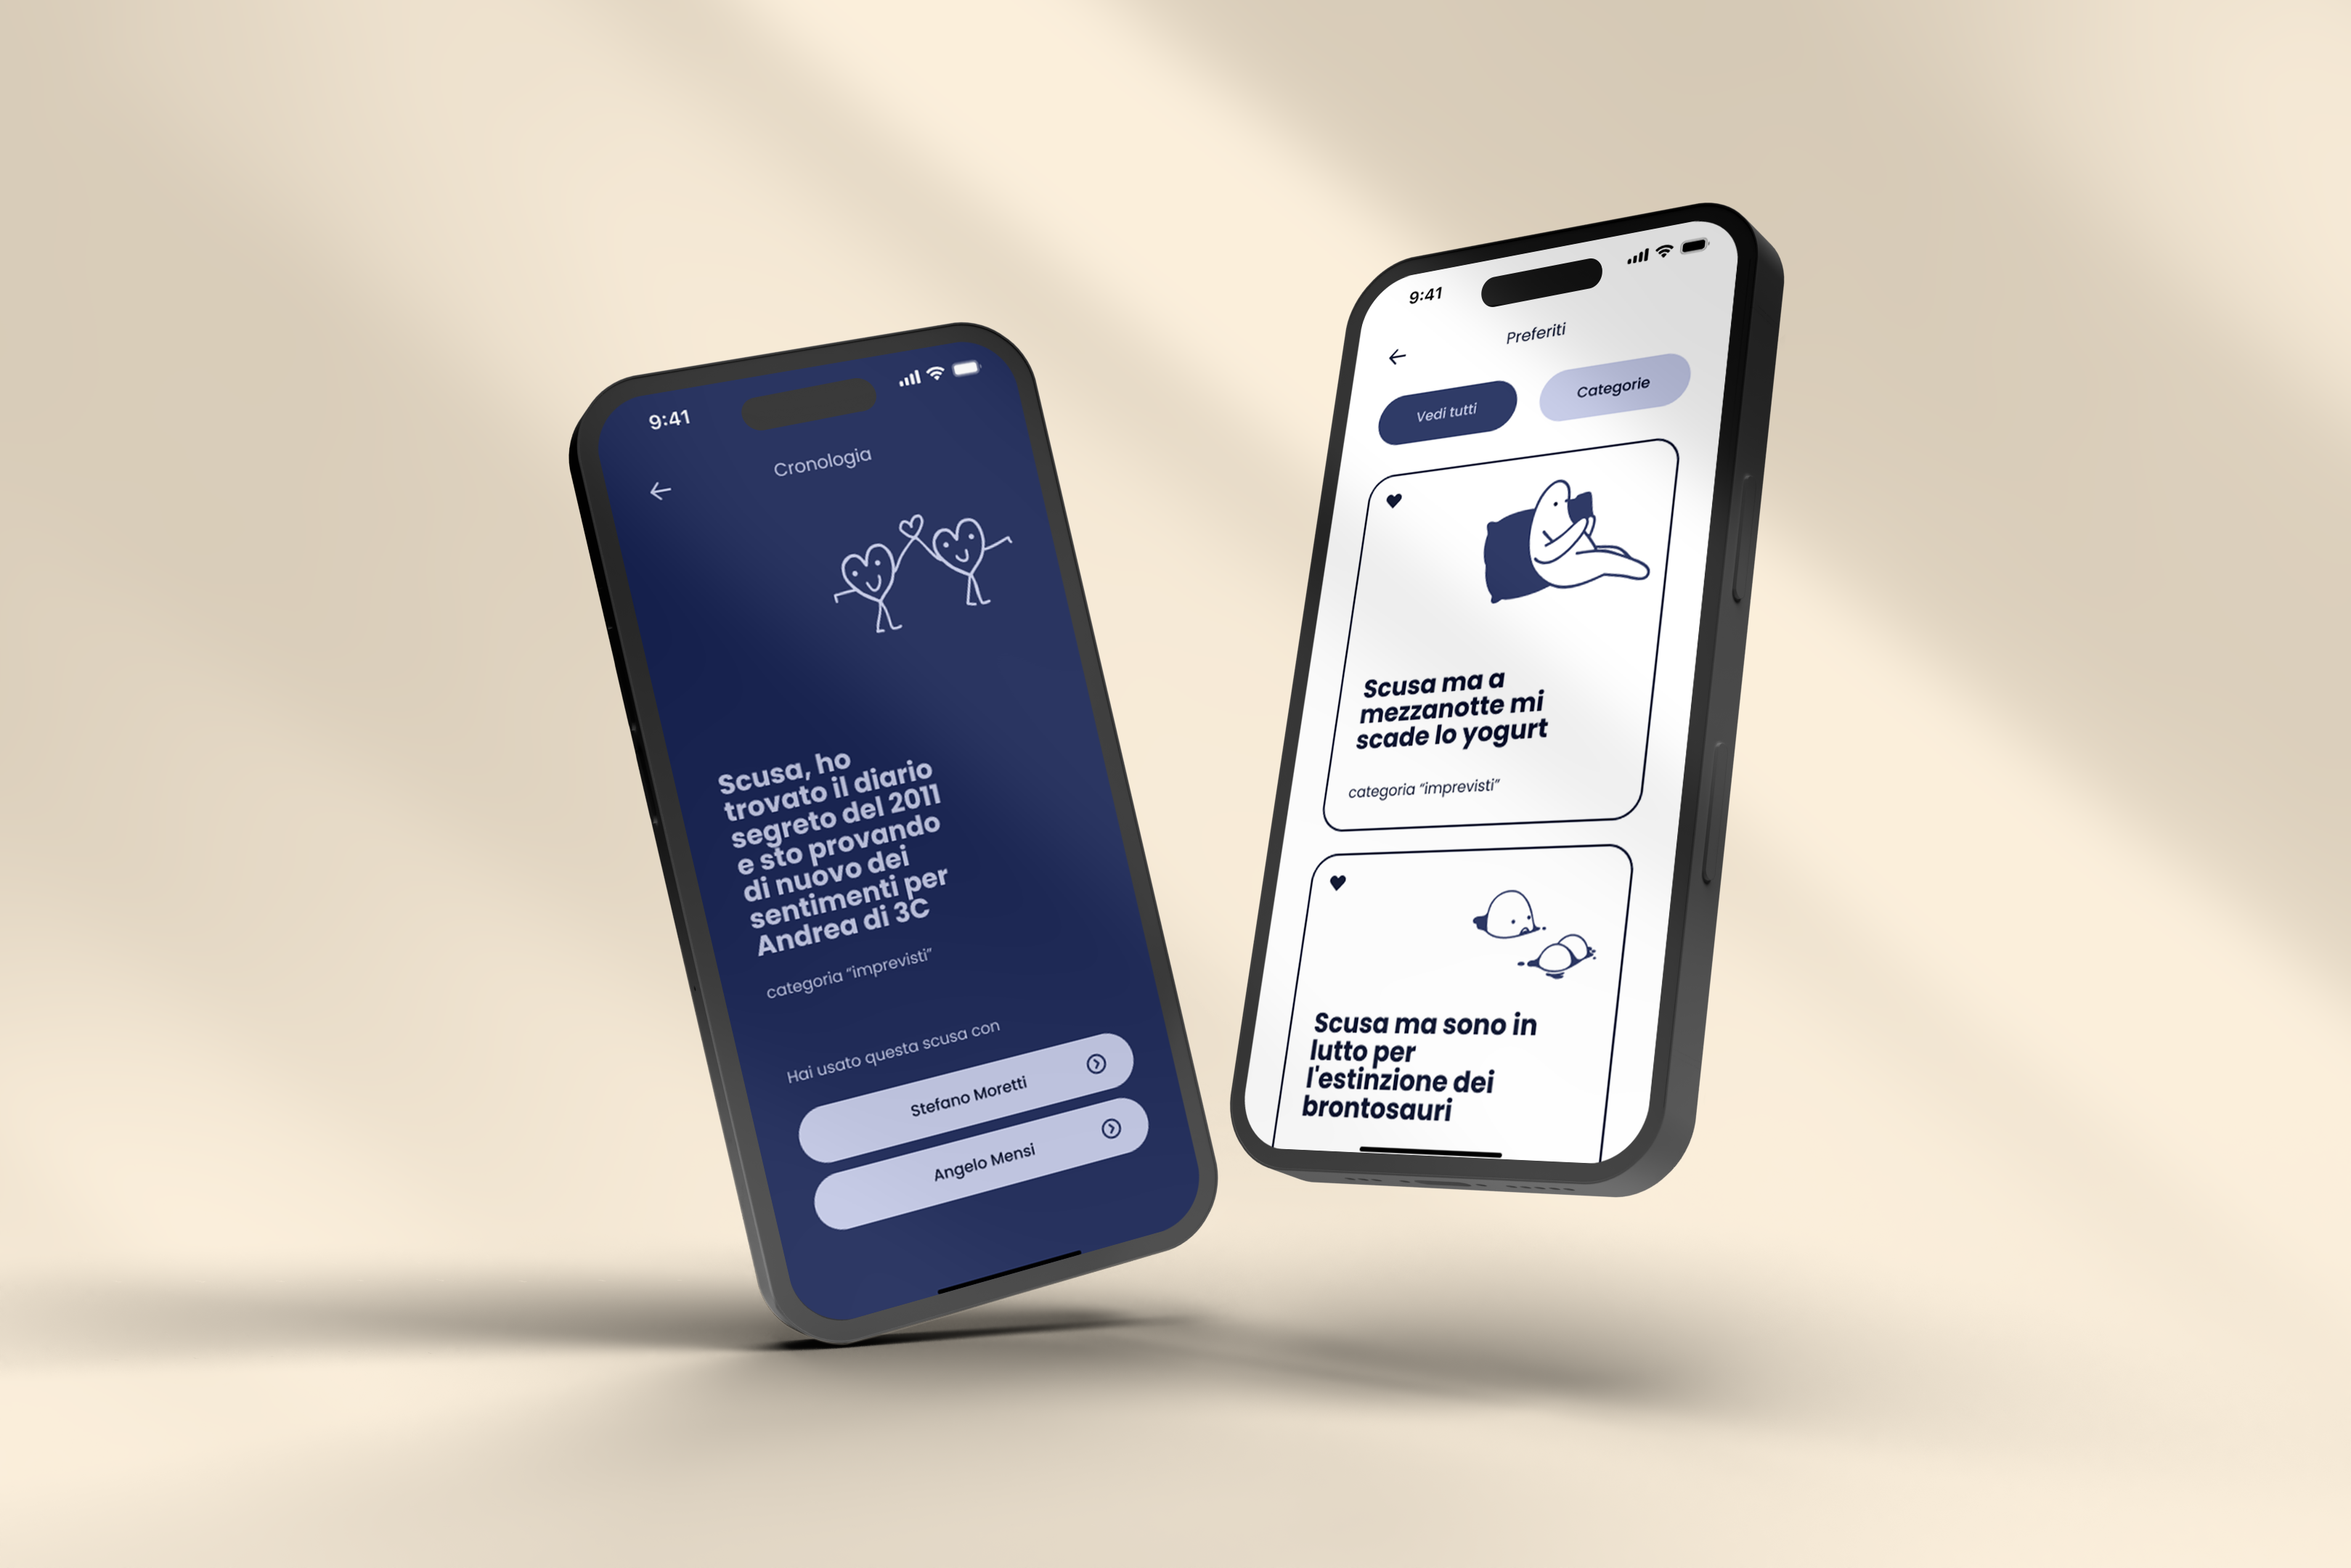 9:41
Cronologia
Scusa, ho
trovato il diario
segreto del 2011
e sto provando
di nuovo dei
sentimenti per
Andrea di 3C
categoria “imprevisti”
Hai usato questa scusa con
Stefano Moretti
Angelo Mensi
9:41
Preferiti
Vedi tutti
Categorie
Scusa ma a
mezzanotte mi
scade lo yogurt
categoria “imprevisti”
Scusa ma sono in
lutto per
l'estinzione dei
brontosauri